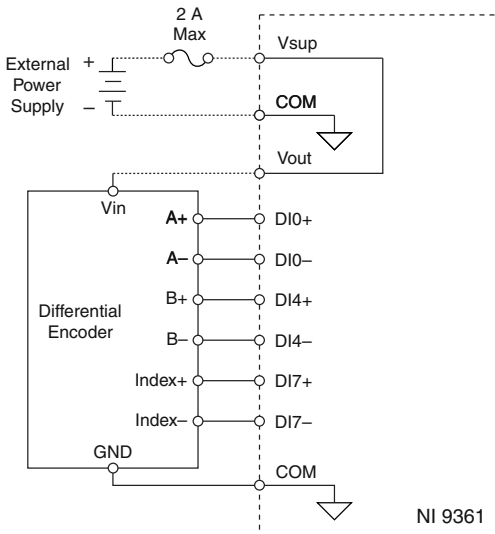 2 A
Max
Vsup
External
Power
Supply
+
–
COM
Vout
Vin
A+
DI0+
A–
DI0–
B+
DI4+
Differential
Encoder
B–
DI4–
Index+
DI7+
Index–
DI7–
GND
COM
NI 9361